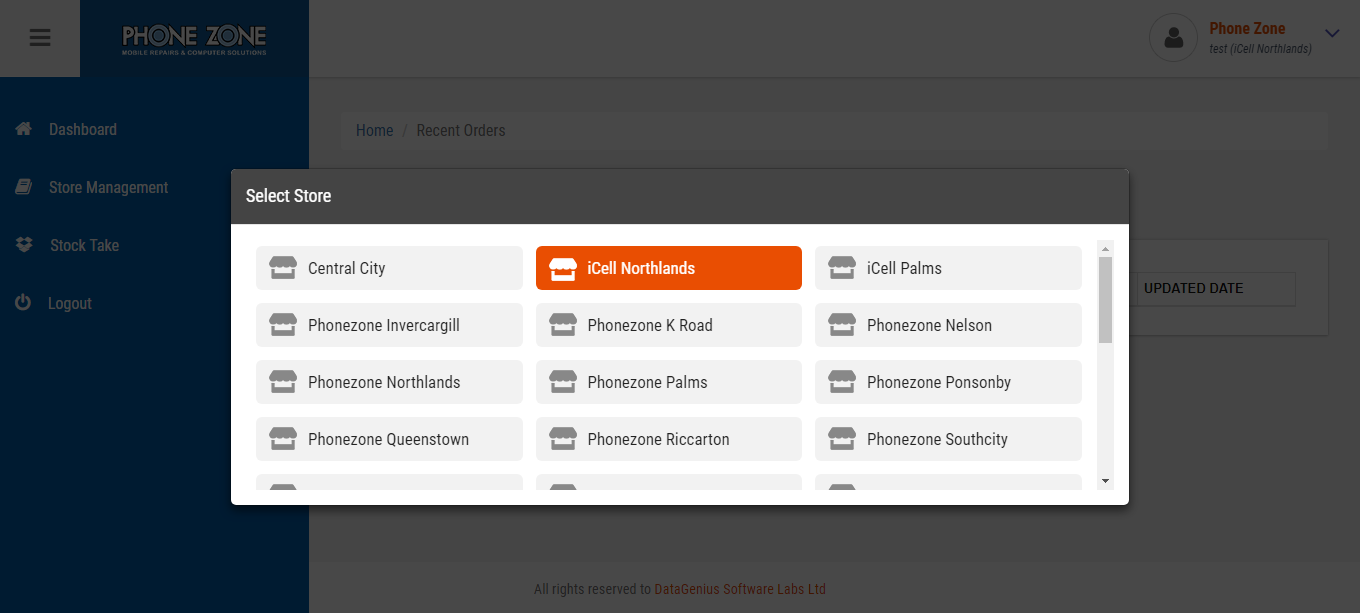 PHONE ZONE
MOBILE REPAIRS & COMPUTER SOLUTIONS
Phone Zone
test (iCell Northlands)
Dashboard
Store Management
Stock Take
Logout
Home / Recent Orders
Select Store
Central City
iCell Northlands
iCell Palms
Phonezone Invercargill
Phonezone K Road
Phonezone Nelson
Phonezone Northlands
Phonezone Palms
Phonezone Ponsonby
Phonezone Queenstown
Phonezone Riccarton
Phonezone Southcity
UPDATED DATE
All rights reserved to DataGenius Software Labs Ltd